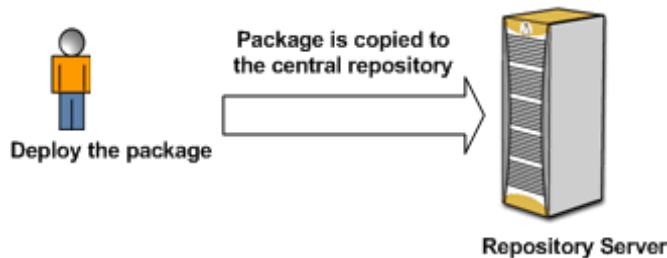 Package is copied to
the central repository
Deploy the package
Repository Server